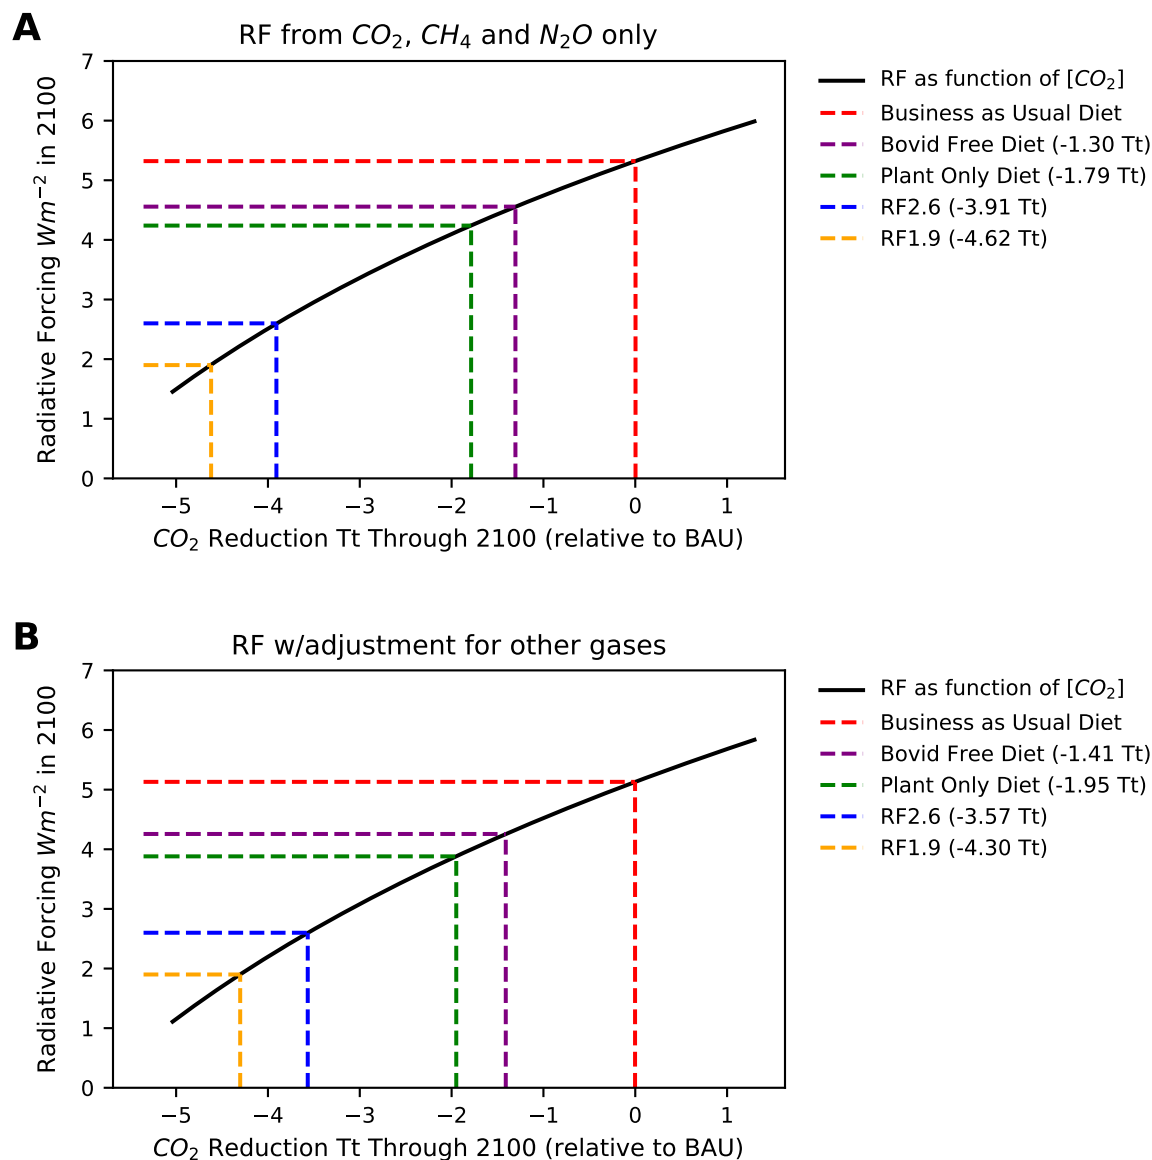 A
RF from CO₂, CH₄ and N₂O only
Radiative Forcing Wm⁻² in 2100
7
6
5
4
3
2
1
0
−5 −4 −3 −2 −1 0 1
CO₂ Reduction Tt Through 2100 (relative to BAU)
RF as function of [CO₂]
Business as Usual Diet
Bovid Free Diet (-1.30 Tt)
Plant Only Diet (-1.79 Tt)
RF2.6 (-3.91 Tt)
RF1.9 (-4.62 Tt)
B
RF w/adjustment for other gases
Radiative Forcing Wm⁻² in 2100
7
6
5
4
3
2
1
0
−5 −4 −3 −2 −1 0 1
CO₂ Reduction Tt Through 2100 (relative to BAU)
RF as function of [CO₂]
Business as Usual Diet
Bovid Free Diet (-1.41 Tt)
Plant Only Diet (-1.95 Tt)
RF2.6 (-3.57 Tt)
RF1.9 (-4.30 Tt)